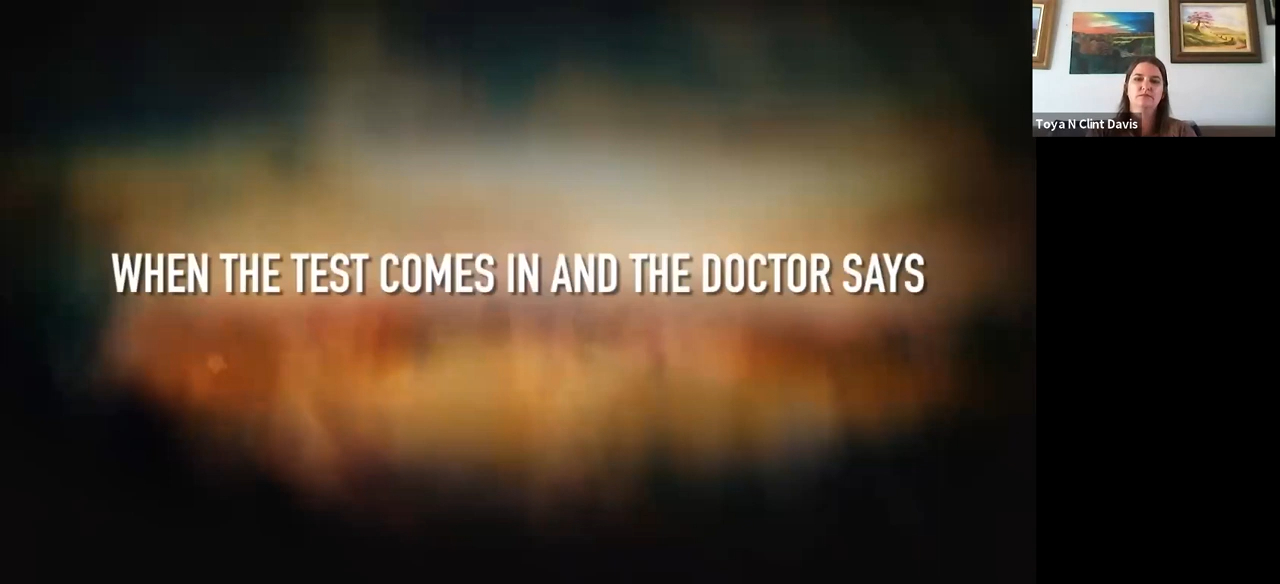 WHEN THE TEST COMES IN AND THE DOCTOR SAYS
Toya N Clint Davis